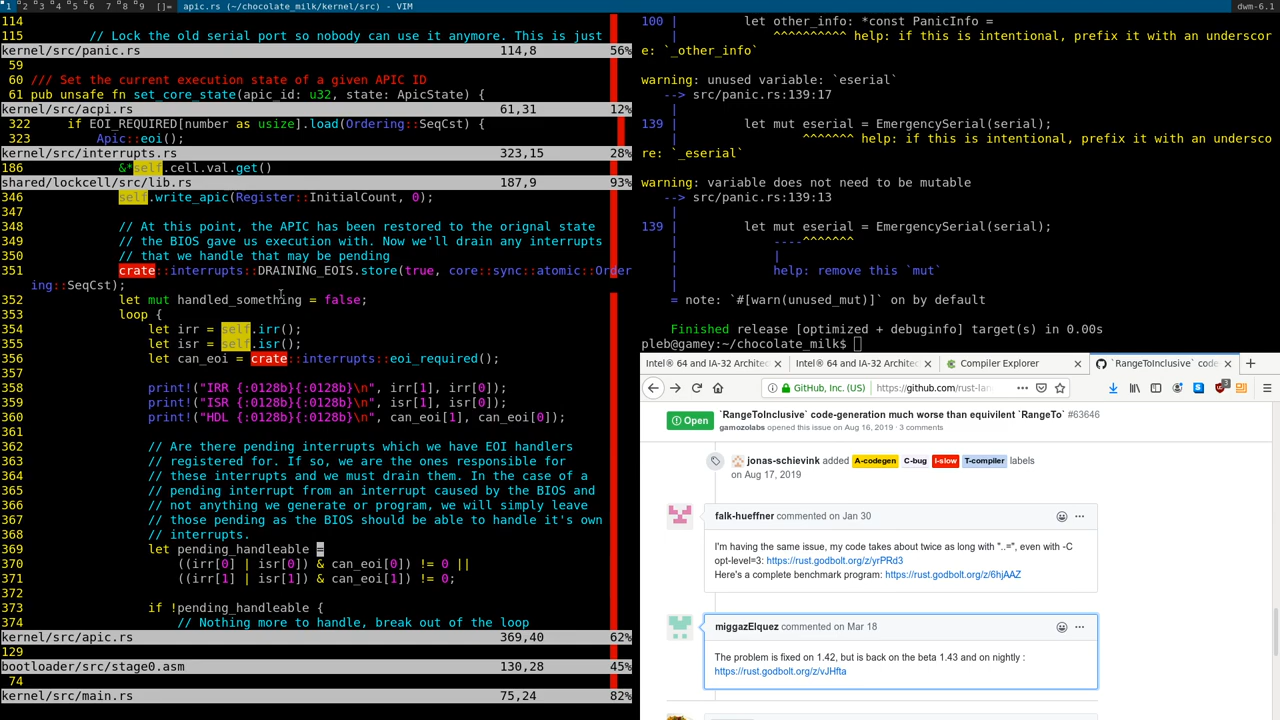 1 2 3 4 5 6 7 8 9 []= apic.rs (~/chocolate_milk/kernel/src) - VIM dwm-6.1
114
115 // Lock the old serial port so nobody can use it anymore. This is just
kernel/src/panic.rs 114,8 56%
59
60 /// Set the current execution state of a given APIC ID
61 pub unsafe fn set_core_state(apic_id: u32, state: ApicState) {
kernel/src/acpi.rs 61,31 12%
322 if EOI_REQUIRED[number as usize].load(Ordering::SeqCst) {
323 Apic::eoi();
kernel/src/interrupts.rs 323,15 28%
186 &*self.cell.val.get()
shared/lockcell/src/lib.rs 187,9 93%
346 self.write_apic(Register::InitialCount, 0);
347
348 // At this point, the APIC has been restored to the orignal state
349 // the BIOS gave us execution with. Now we'll drain any interrupts
350 // that we handle that may be pending
351 crate::interrupts::DRAINING_EOIS.store(true, core::sync::atomic::Order
ing::SeqCst);
352 let mut handled_something = false;
353 loop {
354 let irr = self.irr();
355 let isr = self.isr();
356 let can_eoi = crate::interrupts::eoi_required();
357
358 print!("IRR {:0128b}{:0128b}\n", irr[1], irr[0]);
359 print!("ISR {:0128b}{:0128b}\n", isr[1], isr[0]);
360 print!("HDL {:0128b}{:0128b}\n", can_eoi[1], can_eoi[0]);
361
362 // Are there pending interrupts which we have EOI handlers
363 // registered for. If so, we are the ones responsible for
364 // these interrupts and we must drain them. In the case of a
365 // pending interrupt from an interrupt caused by the BIOS and
366 // not anything we generate or program, we will simply leave
367 // those pending as the BIOS should be able to handle it's own
368 // interrupts.
369 let pending_handleable =
370 ((irr[0] | isr[0]) & can_eoi[0]) != 0 ||
371 ((irr[1] | isr[1]) & can_eoi[1]) != 0;
372
373 if !pending_handleable {
374 // Nothing more to handle, break out of the loop
kernel/src/apic.rs 369,40 62%
129
bootloader/src/stage0.asm 130,28 45%
74
kernel/src/main.rs 75,24 82%
100 | let other_info: *const PanicInfo =
| ^^^^^^^^^^ help: if this is intentional, prefix it with an underscor
e: `_other_info`
warning: unused variable: `eserial`
--> src/panic.rs:139:17
|
139 | let mut eserial = EmergencySerial(serial);
| ^^^^^^^ help: if this is intentional, prefix it with an undersco
re: `_eserial`
warning: variable does not need to be mutable
--> src/panic.rs:139:13
|
139 | let mut eserial = EmergencySerial(serial);
| ----^^^^^^^
| |
| help: remove this `mut`
|
= note: `#[warn(unused_mut)]` on by default
Finished release [optimized + debuginfo] target(s) in 0.00s
pleb@gamey:~/chocolate_milk$
Intel® 64 and IA-32 Architec × Intel® 64 and IA-32 Architec × Compiler Explorer × `RangeToInclusive` code- × +
GitHub, Inc. (US) https://github.com/rust-lan 3
Open `RangeToInclusive` code-generation much worse than equivilent `RangeTo` #63646
gamozolabs opened this issue on Aug 16, 2019 · 3 comments
jonas-schievink added A-codegen C-bug I-slow T-compiler labels
on Aug 17, 2019
falk-hueffner commented on Jan 30
I'm having the same issue, my code takes about twice as long with "..=", even with -C
opt-level=3: https://rust.godbolt.org/z/yrPRd3
Here's a complete benchmark program: https://rust.godbolt.org/z/6hjAAZ
miggazElquez commented on Mar 18
The problem is fixed on 1.42, but is back on the beta 1.43 and on nightly :
https://rust.godbolt.org/z/vJHfta